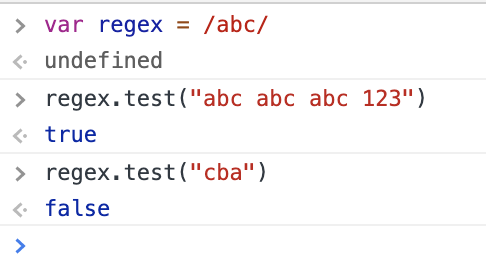 var regex = /abc/
undefined
regex.test("abc abc abc 123")
true
regex.test("cba")
false